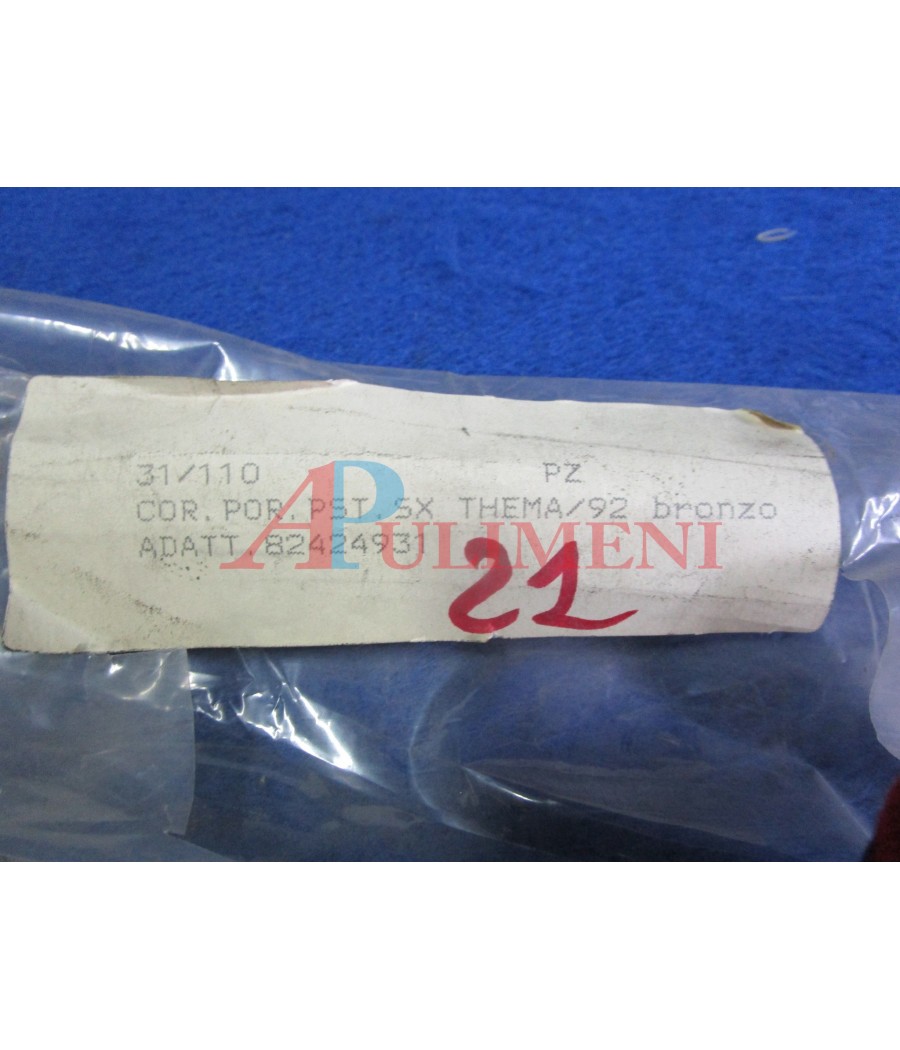 31/110 PZ
COR.POR.PST.SX THEMA/92 bronzo
ADATT.82424931
APULIMENI
21